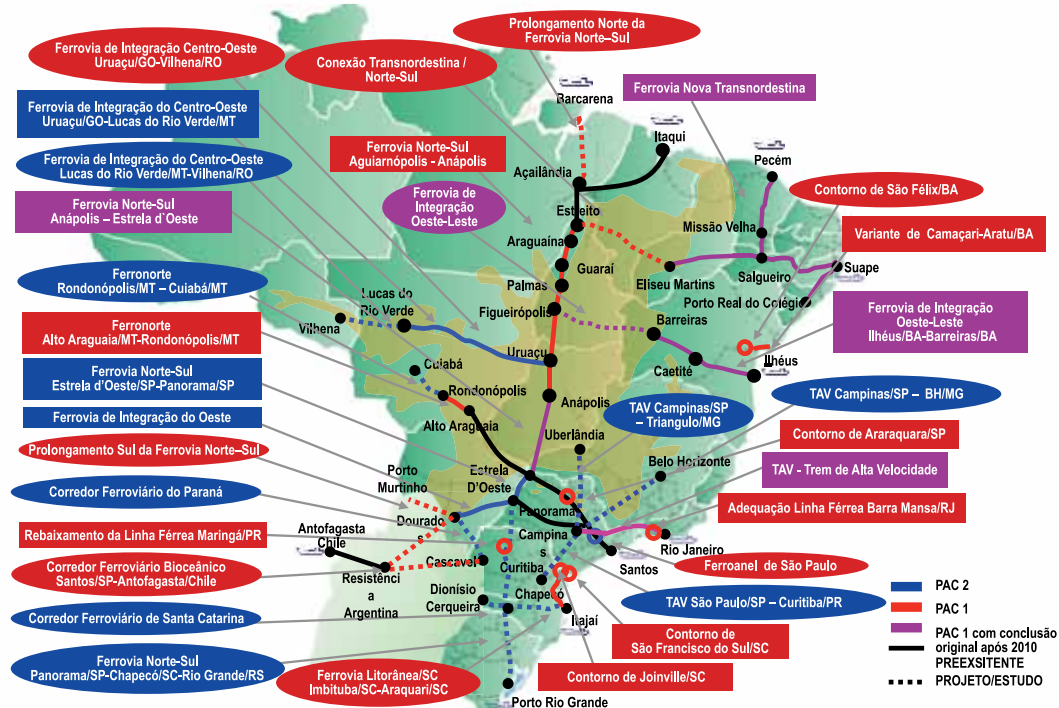 Prolongamento Norte da
Ferrovia Norte–Sul
Ferrovia de Integração Centro-Oeste
Uruaçu/GO-Vilhena/RO
Conexão Transnordestina /
Norte-Sul
Barcarena
Ferrovia Nova Transnordestina
Ferrovia de Integração do Centro-Oeste
Uruaçu/GO-Lucas do Rio Verde/MT
Itaqui
Ferrovia Norte-Sul
Aguiarnópolis - Anápolis
Pecém
Ferrovia de Integração do Centro-Oeste
Lucas do Rio Verde/MT-Vilhena/RO
Açailândia
Contorno de São Félix/BA
Ferrovia de
Integração
Oeste-Leste
Ferrovia Norte-Sul
Anápolis – Estrela d`Oeste
Estreito
Missão Velha
Variante de Camaçari-Aratu/BA
Araguaína
Guaraí
Salgueiro
Suape
Eliseu Martins
Ferronorte
Rondonópolis/MT – Cuiabá/MT
Palmas
Porto Real do Colégio
Lucas do
Rio Verde
Figueirópolis
Barreiras
Ferrovia de Integração
Oeste-Leste
Ilhéus/BA-Barreiras/BA
Vilhena
Ferronorte
Alto Araguaia/MT-Rondonópolis/MT
Uruaçu
Ilhéus
Caetité
Cuiabá
Ferrovia Norte-Sul
Estrela d’Oeste/SP-Panorama/SP
Rondonópolis
Anápolis
TAV Campinas/SP
– Triangulo/MG
TAV Campinas/SP – BH/MG
Ferrovia de Integração do Oeste
Alto Araguaia
Uberlândia
Contorno de Araraquara/SP
Prolongamento Sul da Ferrovia Norte–Sul
Belo Horizonte
Porto
Murtinho
Estrela
D’Oeste
TAV - Trem de Alta Velocidade
Corredor Ferroviário do Paraná
Panorama
Adequação Linha Férrea Barra Mansa/RJ
Dourado
s
Antofagasta
Chile
Rebaixamento da Linha Férrea Maringá/PR
Campina
s
Rio Janeiro
Cascavel
Curitiba
Santos
Ferroanel de São Paulo
Corredor Ferroviário Bioceânico
Santos/SP-Antofagasta/Chile
Resistênci
a
Argentina
Chapecó
Dionísio
Cerqueira
Itajaí
TAV São Paulo/SP – Curitiba/PR
Corredor Ferroviário de Santa Catarina
Contorno de
São Francisco do Sul/SC
Ferrovia Norte-Sul
Panorama/SP-Chapecó/SC-Rio Grande/RS
Ferrovia Litorânea/SC
Imbituba/SC-Araquari/SC
Contorno de Joinville/SC
Porto Rio Grande
PAC 2
PAC 1
PAC 1 com conclusão
original após 2010
PREEXSITENTE
PROJETO/ESTUDO